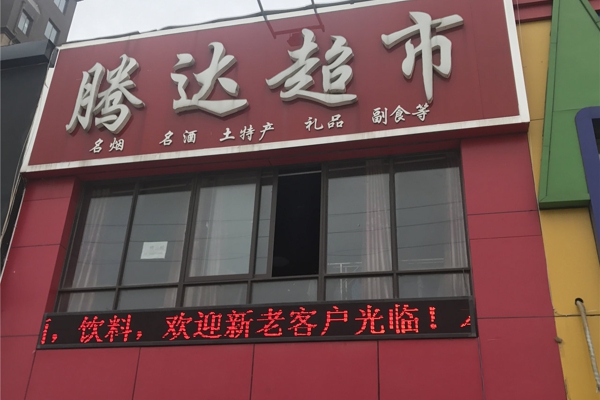 腾达超市
名烟 名酒 土特产 礼品 副食等
，饮料，欢迎新老客户光临！